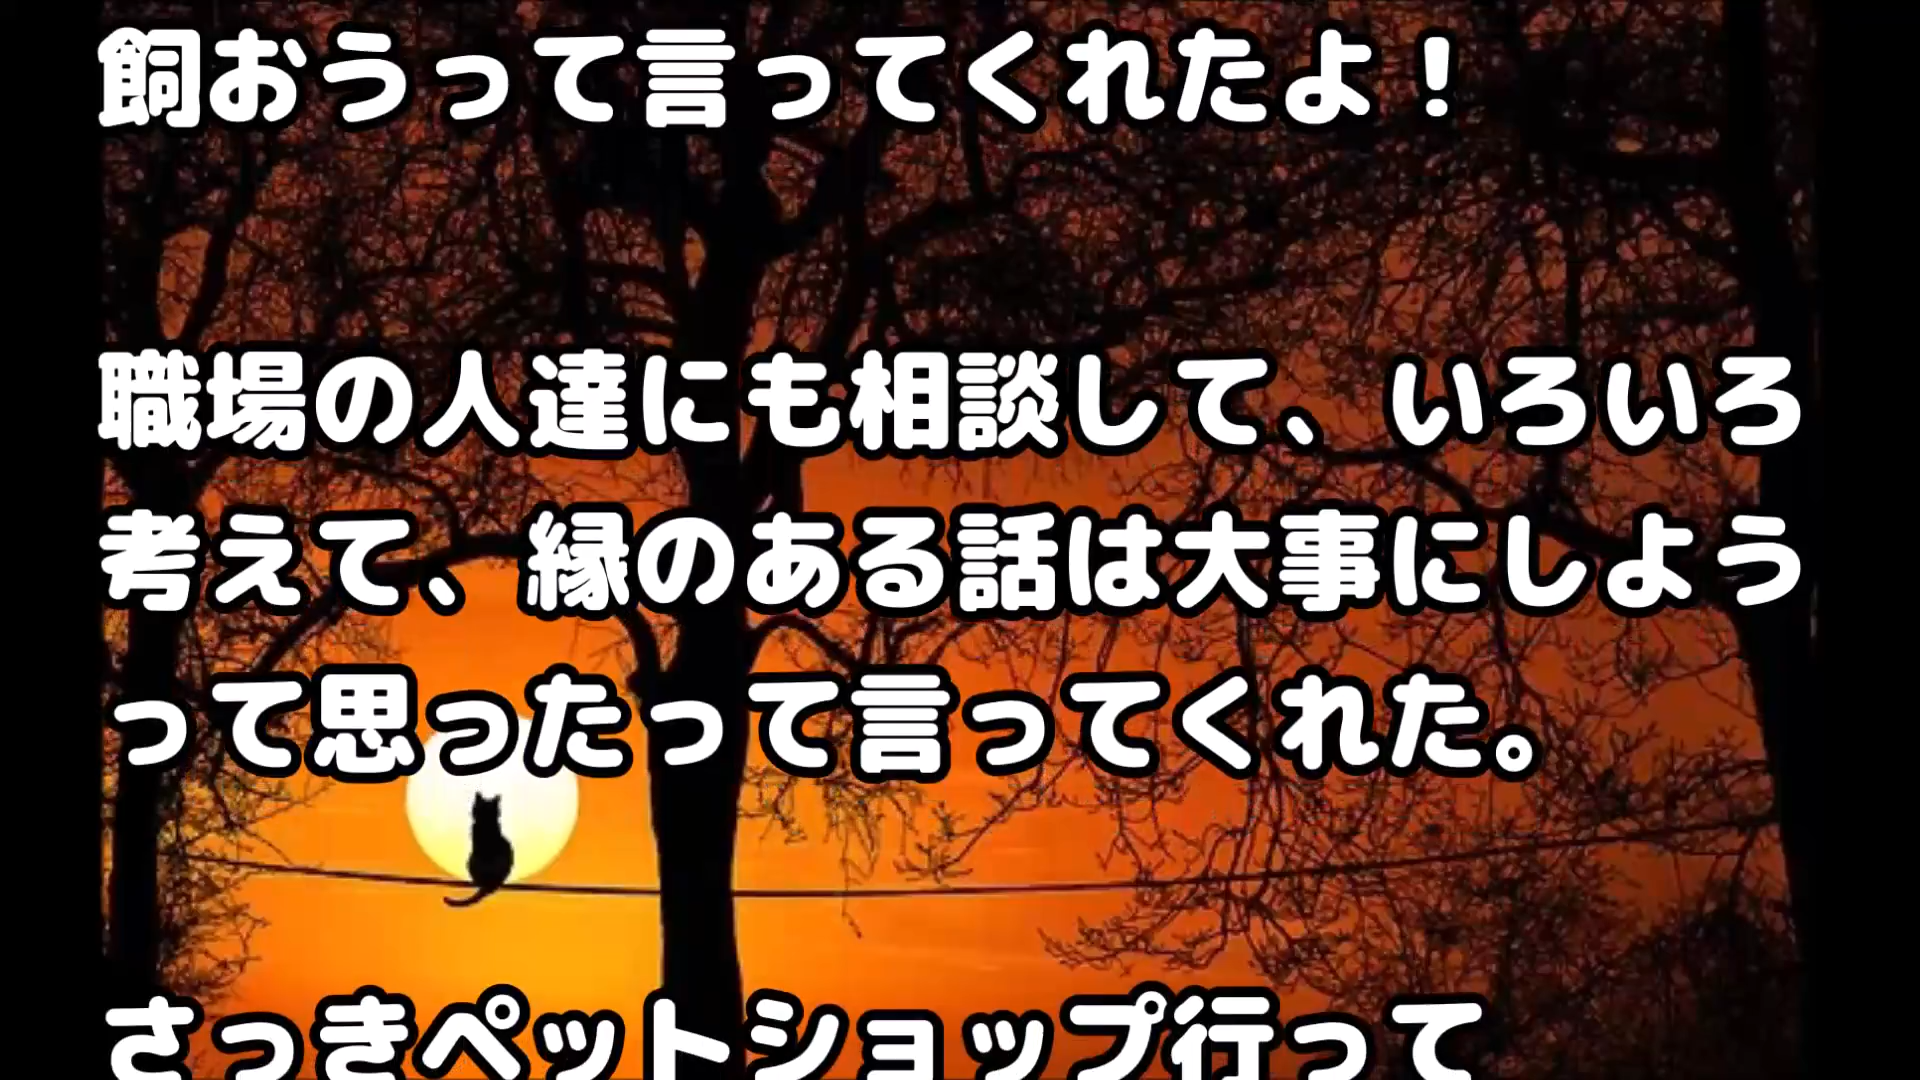 飼おうって言ってくれたよ！
職場の人達にも相談して、いろいろ
考えて、縁のある話は大事にしよう
って思ったって言ってくれた。
さっきペットショップ行って